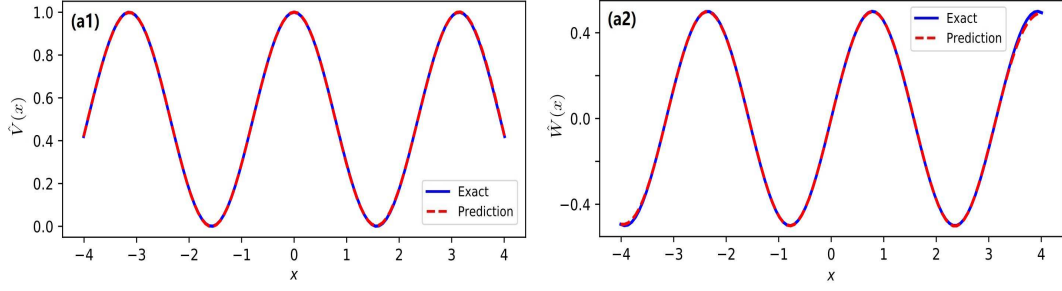 (a1)
1.0
0.8
0.6
0.4
0.2
0.0
V̂(x)
Exact
Prediction
−4 −3 −2 −1 0 1 2 3 4
x
(a2)
Exact
Prediction
0.4
0.0
−0.4
Ŵ(x)
−4 −3 −2 −1 0 1 2 3 4
x